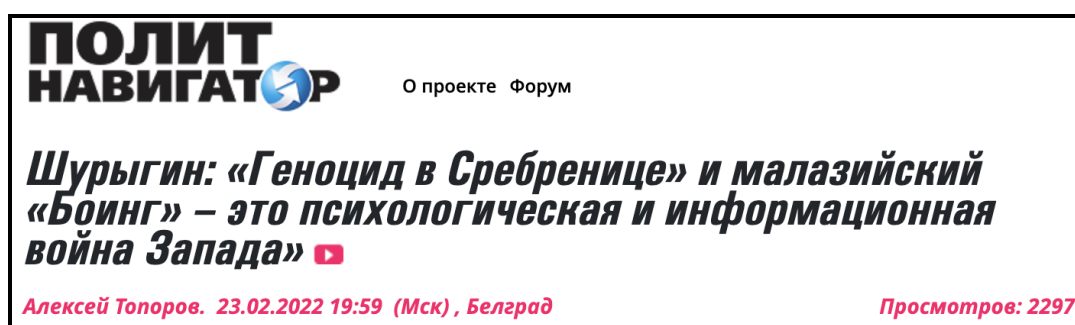 ПОЛИТ
НАВИГАТОР
О проекте Форум
Шурыгин: «Геноцид в Сребренице» и малазийский
«Боинг» – это психологическая и информационная
война Запада»
Алексей Топоров. 23.02.2022 19:59 (Мск) , Белград
Просмотров: 2297